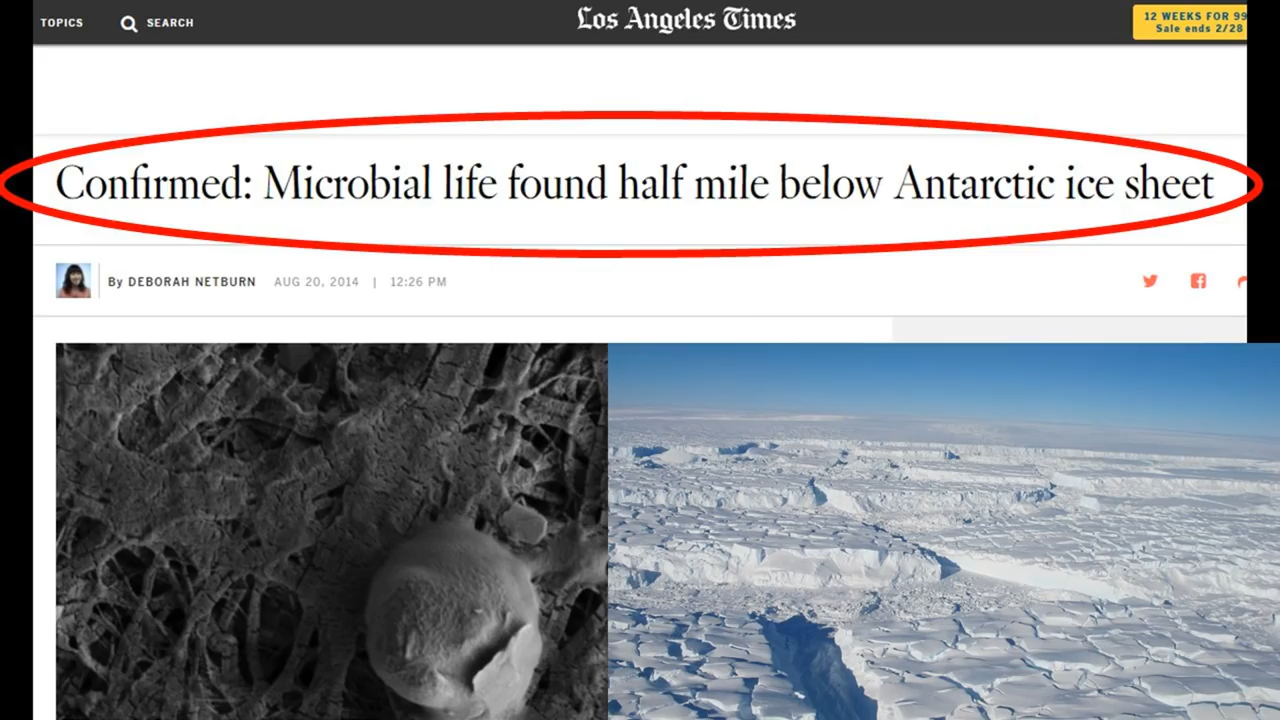 TOPICS SEARCH Los Angeles Times 12 WEEKS FOR 99
Sale ends 2/28
Confirmed: Microbial life found half mile below Antarctic ice sheet
By DEBORAH NETBURN AUG 20, 2014 | 12:26 PM